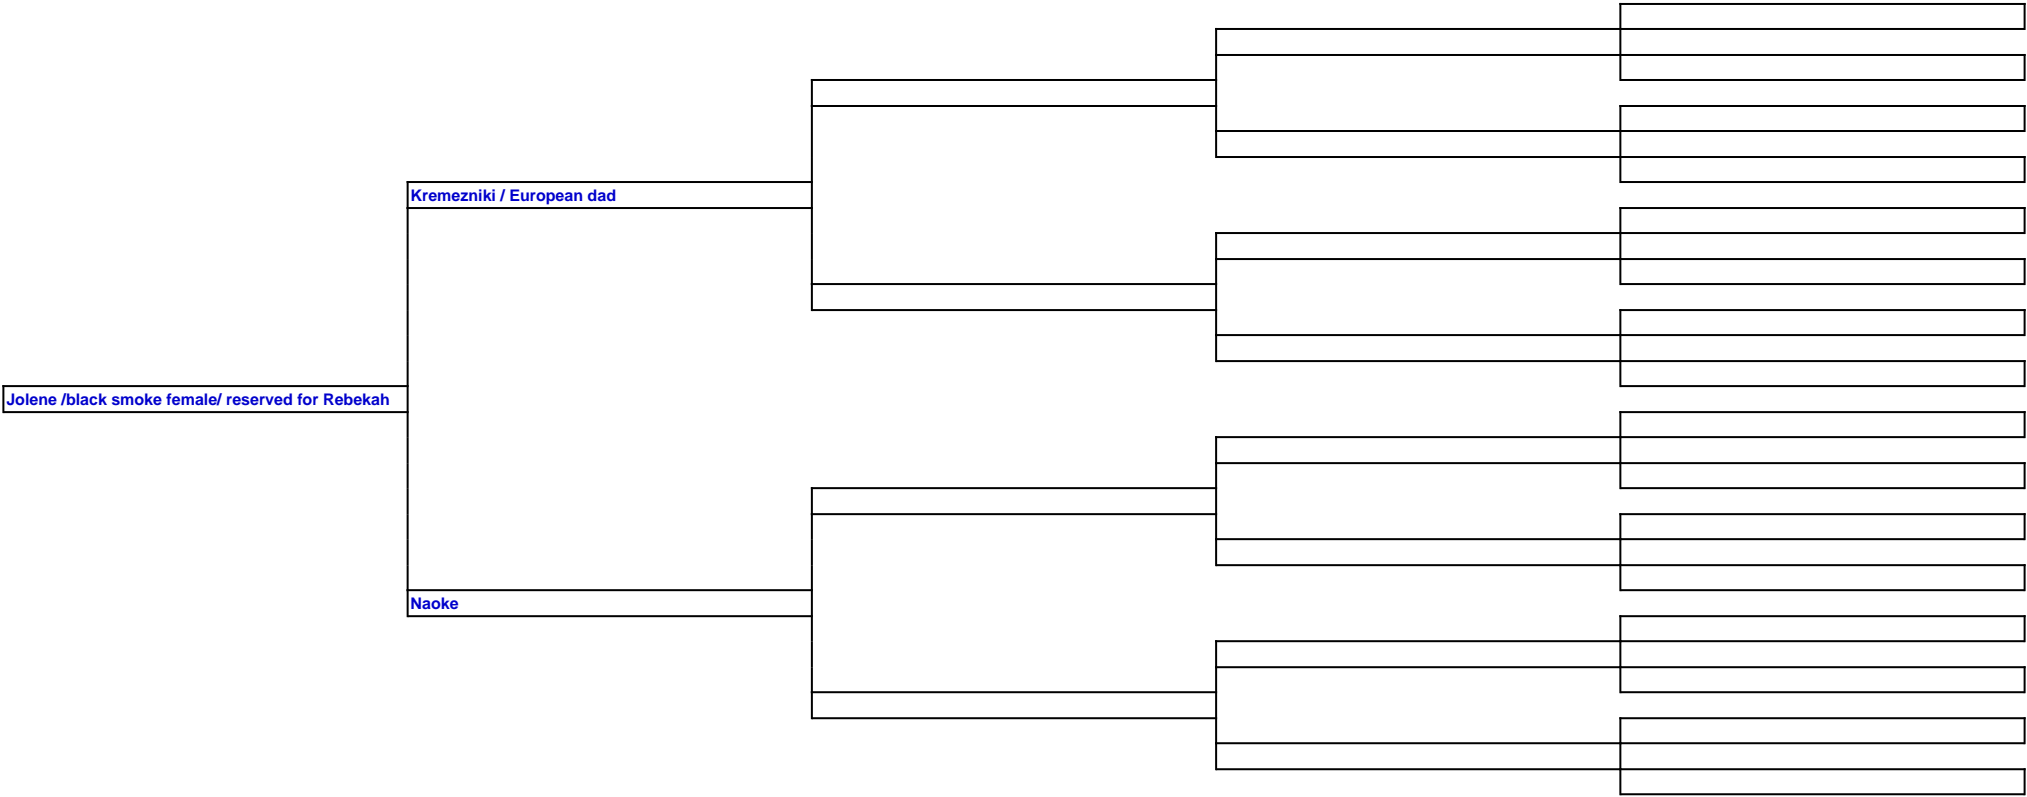 Kremezniki / European dad
Jolene /black smoke female/ reserved for Rebekah
Naoke